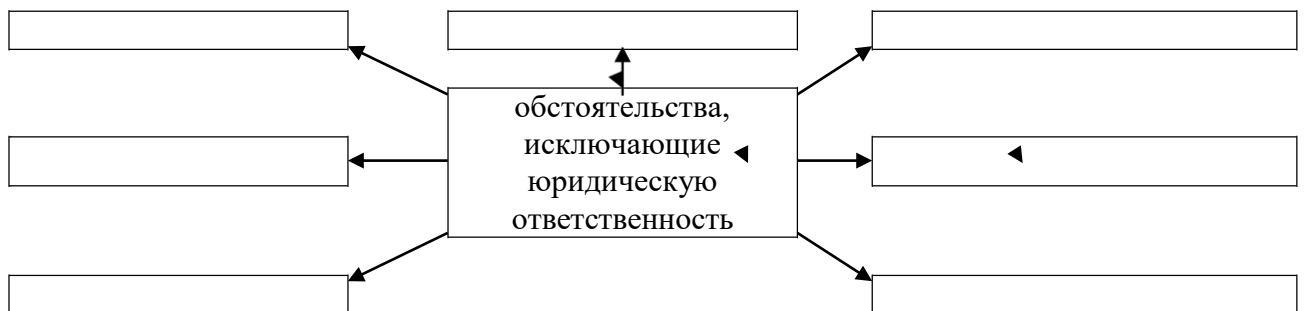 обстоятельства,
исключающие
юридическую
ответственность